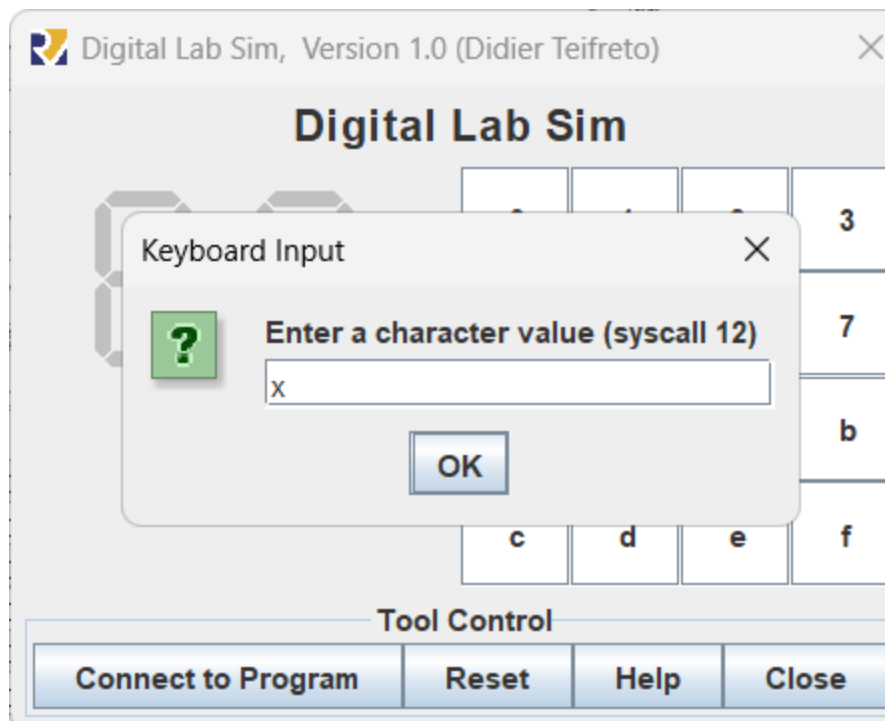 Digital Lab Sim, Version 1.0 (Didier Teifreto)
Digital Lab Sim
3
Keyboard Input
Enter a character value (syscall 12)
7
x
b
OK
c d e f
Tool Control
Connect to Program Reset Help Close